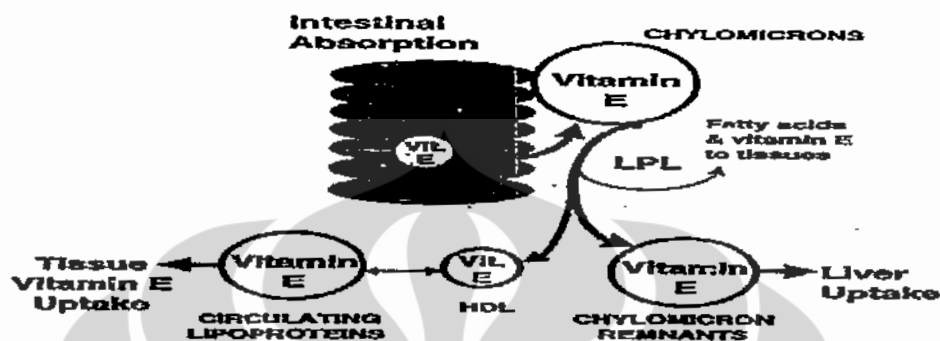 Intestinal
Absorption
CHYLOMICRONS
Vitamin
E
Vit.
E
Fatty acids
& vitamin E
to tissues
LPL
Tissue
Vitamin E
Uptake
Vitamin
E
Vit.
E
Vitamin
E
Liver
Uptake
HDL
CIRCULATING
LIPOPROTEINS
CHYLOMICRON
REMNANTS